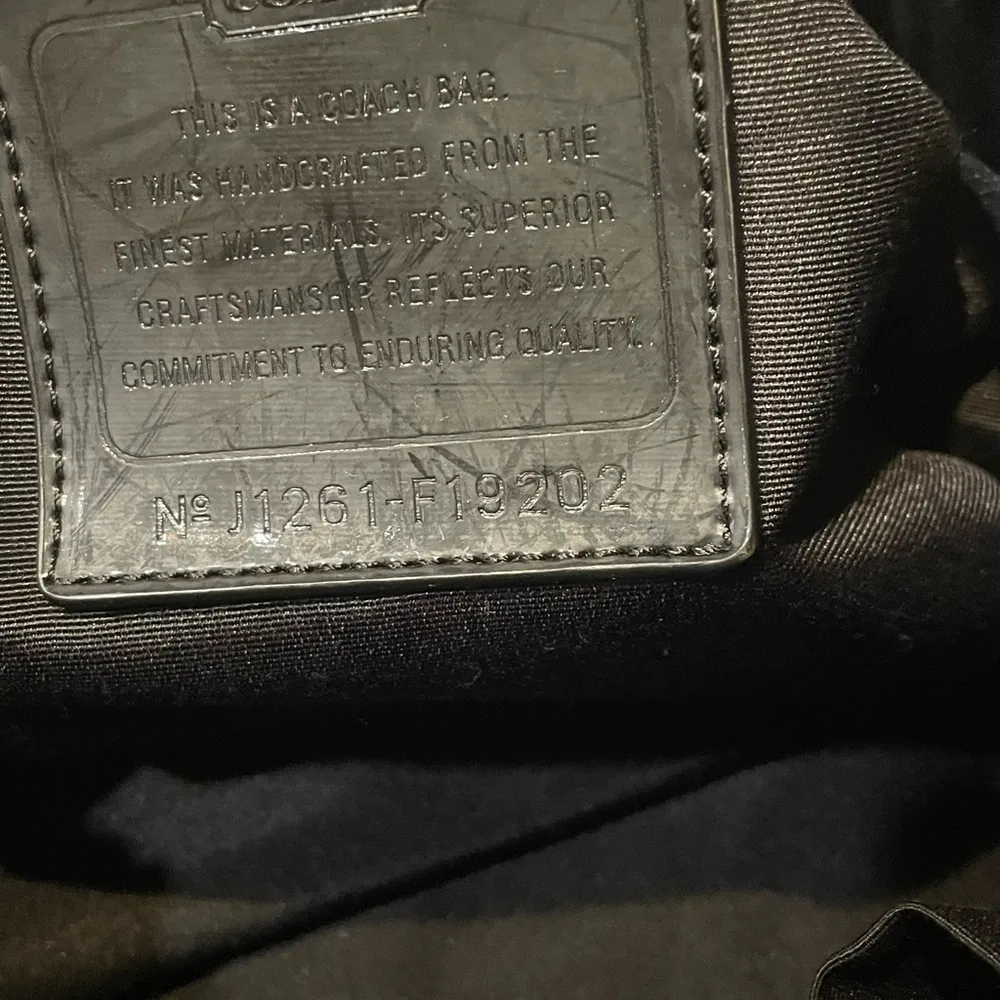 THIS IS A COACH BAG.
IT WAS HANDCRAFTED FROM THE
FINEST MATERIALS. ITS SUPERIOR
CRAFTSMANSHIP REFLECTS OUR
COMMITMENT TO ENDURING QUALITY.
Nº J1261-F19202